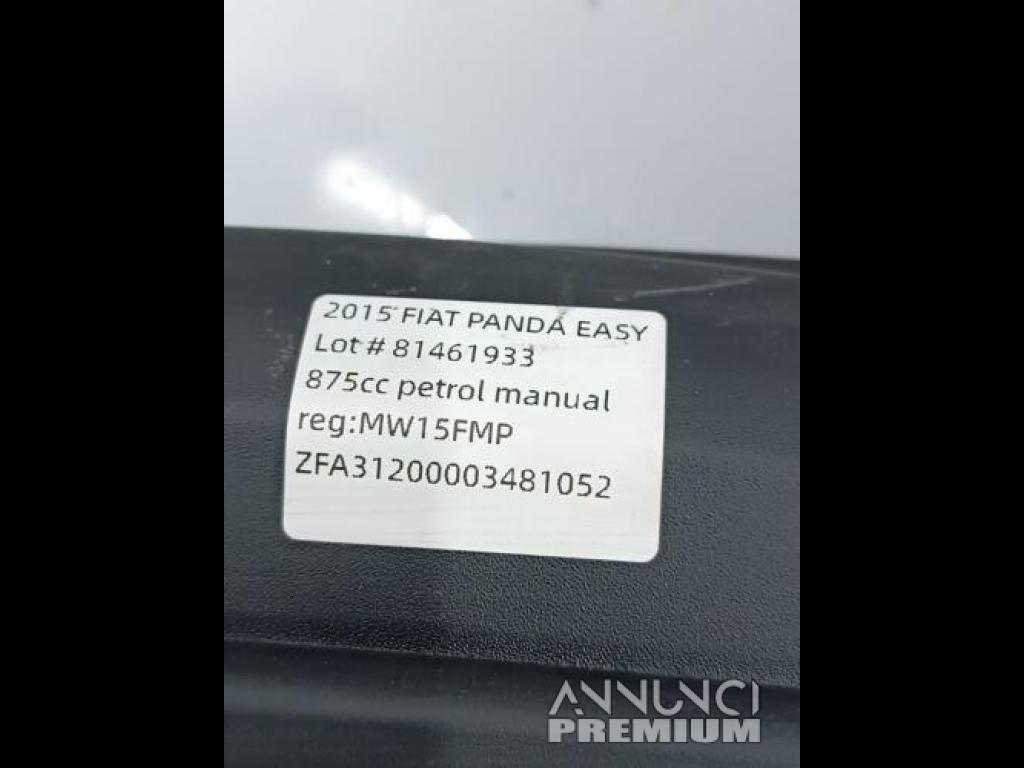 2015 FIAT PANDA EASY
Lot # 81461933
875cc petrol manual
reg:MW15FMP
ZFA31200003481052
ANNUNCI
PREMIUM